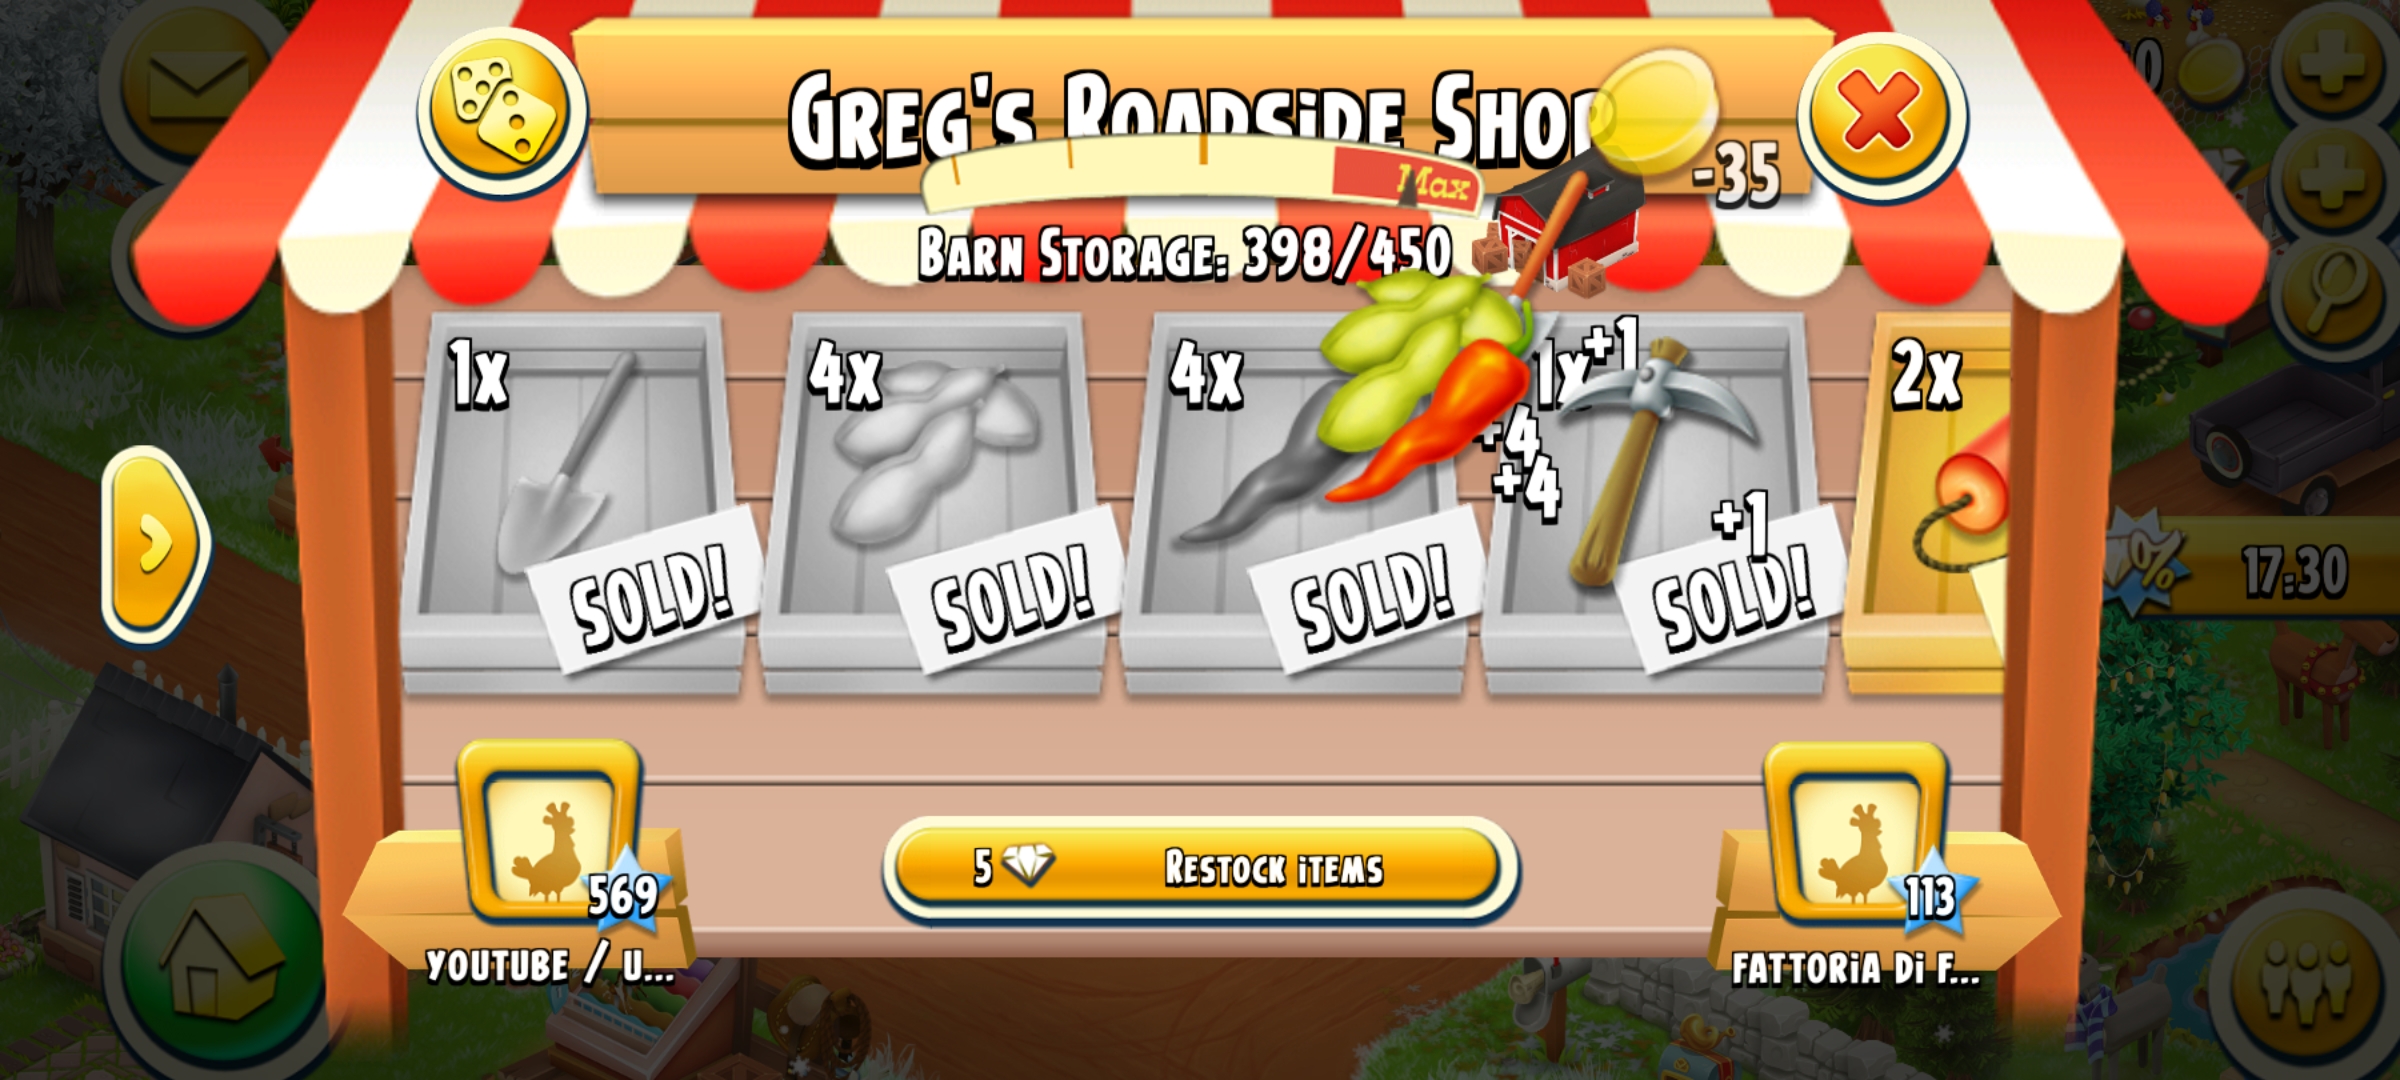 GREG'S ROADSIDE SHOP
-35
Max
BARN STORAGE: 398/450
1x
4x
4x
1x
+1
2x
+4
+4
+1
SOLD!
SOLD!
SOLD!
SOLD!
17:30
5
RESTOCK ITEMS
569
113
YOUTUBE / U...
FATTORIA DI F...